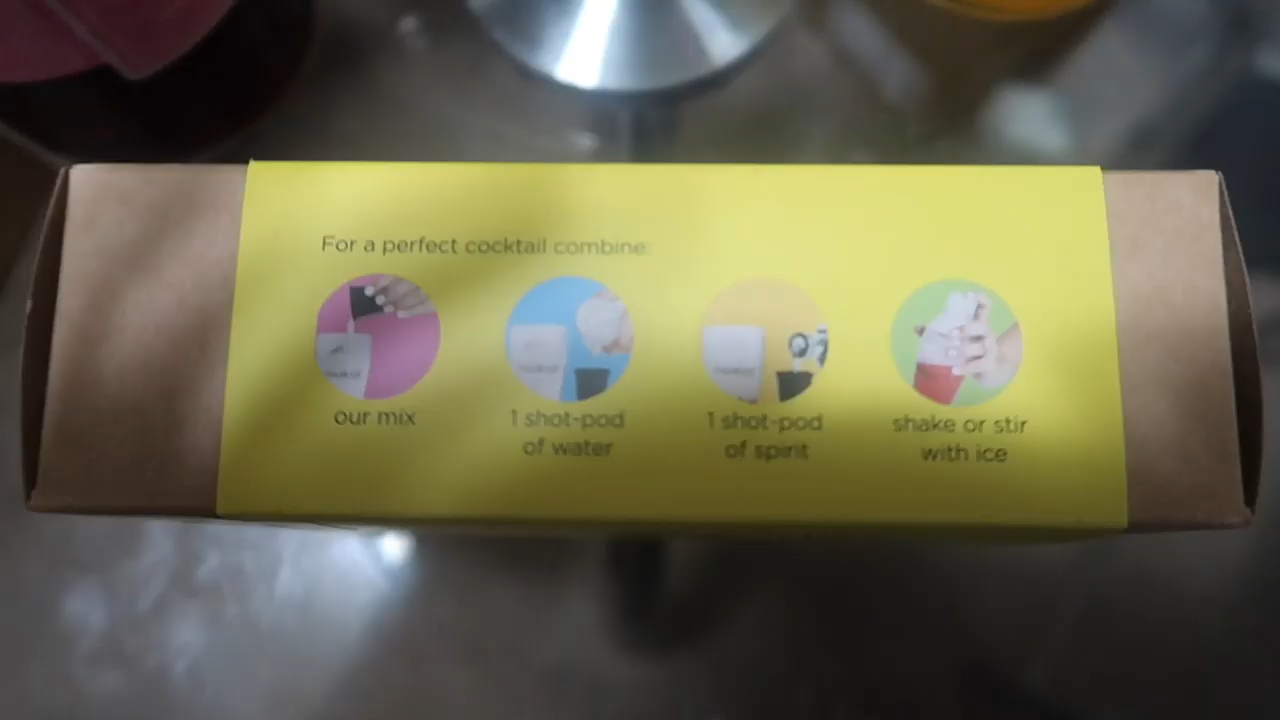 For a perfect cocktail combine:
our mix
1 shot-pod
of water
1 shot-pod
of spirit
shake or stir
with ice